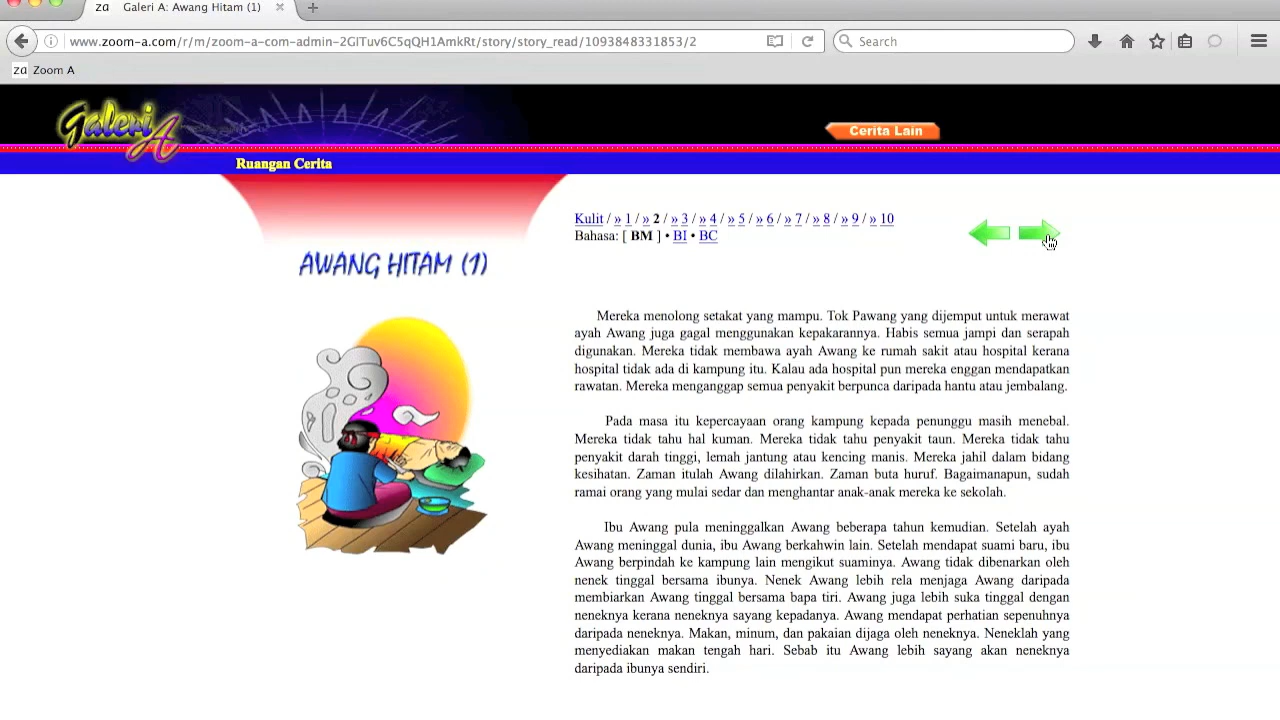 za Galeri A: Awang Hitam (1)
www.zoom-a.com/r/m/zoom-a-com-admin-2GITuv6C5qQH1AmkRt/story/story_read/1093848331853/2
Search
za Zoom A
Galeri A
Cerita Lain
Ruangan Cerita
Kulit / » 1 / » 2 / » 3 / » 4 / » 5 / » 6 / » 7 / » 8 / » 9 / » 10
Bahasa: [ BM ] • BI • BC
AWANG HITAM (1)
Mereka menolong setakat yang mampu. Tok Pawang yang dijemput untuk merawat
ayah Awang juga gagal menggunakan kepakarannya. Habis semua jampi dan serapah
digunakan. Mereka tidak membawa ayah Awang ke rumah sakit atau hospital kerana
hospital tidak ada di kampung itu. Kalau ada hospital pun mereka enggan mendapatkan
rawatan. Mereka menganggap semua penyakit berpunca daripada hantu atau jembalang.
Pada masa itu kepercayaan orang kampung kepada penunggu masih menebal.
Mereka tidak tahu hal kuman. Mereka tidak tahu penyakit taun. Mereka tidak tahu
penyakit darah tinggi, lemah jantung atau kencing manis. Mereka jahil dalam bidang
kesihatan. Zaman itulah Awang dilahirkan. Zaman buta huruf. Bagaimanapun, sudah
ramai orang yang mulai sedar dan menghantar anak-anak mereka ke sekolah.
Ibu Awang pula meninggalkan Awang beberapa tahun kemudian. Setelah ayah
Awang meninggal dunia, ibu Awang berkahwin lain. Setelah mendapat suami baru, ibu
Awang berpindah ke kampung lain mengikut suaminya. Awang tidak dibenarkan oleh
nenek tinggal bersama ibunya. Nenek Awang lebih rela menjaga Awang daripada
membiarkan Awang tinggal bersama bapa tiri. Awang juga lebih suka tinggal dengan
neneknya kerana neneknya sayang kepadanya. Awang mendapat perhatian sepenuhnya
daripada neneknya. Makan, minum, dan pakaian dijaga oleh neneknya. Neneklah yang
menyediakan makan tengah hari. Sebab itu Awang lebih sayang akan neneknya
daripada ibunya sendiri.